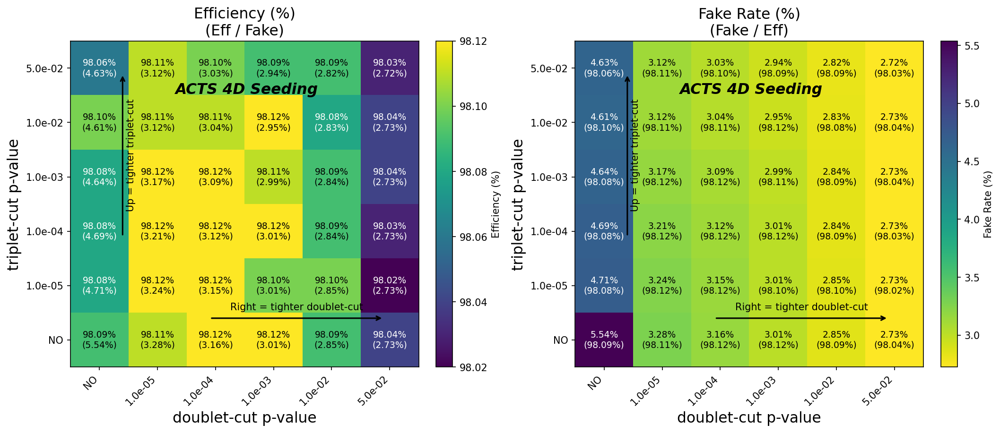 Efficiency (%)
(Eff / Fake)
5.0e-02
98.06% 98.11% 98.10% 98.09% 98.09% 98.03%
(4.63%) (3.12%) (3.03%) (2.94%) (2.82%) (2.72%)
ACTS 4D Seeding
1.0e-02
98.10% 98.11% 98.11% 98.12% 98.08% 98.04%
(4.61%) (3.12%) (3.04%) (2.95%) (2.83%) (2.73%)
1.0e-03
98.08% 98.12% 98.12% 98.11% 98.09% 98.04%
(4.64%) (3.17%) (3.09%) (2.99%) (2.84%) (2.73%)
1.0e-04
98.08% 98.12% 98.12% 98.12% 98.09% 98.03%
(4.69%) (3.21%) (3.12%) (3.01%) (2.84%) (2.73%)
1.0e-05
98.08% 98.12% 98.12% 98.10% 98.10% 98.02%
(4.71%) (3.24%) (3.15%) (3.01%) (2.85%) (2.73%)
Right = tighter doublet-cut
NO
98.09% 98.11% 98.12% 98.12% 98.09% 98.04%
(5.54%) (3.28%) (3.16%) (3.01%) (2.85%) (2.73%)
Up = tighter triplet-cut
triplet-cut p-value
NO 1.0e-05 1.0e-04 1.0e-03 1.0e-02 5.0e-02
doublet-cut p-value
98.12
98.10
98.08
98.06
98.04
98.02
Efficiency (%)
Fake Rate (%)
(Fake / Eff)
5.0e-02
4.63% 3.12% 3.03% 2.94% 2.82% 2.72%
(98.06%) (98.11%) (98.10%) (98.09%) (98.09%) (98.03%)
ACTS 4D Seeding
1.0e-02
4.61% 3.12% 3.04% 2.95% 2.83% 2.73%
(98.10%) (98.11%) (98.11%) (98.12%) (98.08%) (98.04%)
1.0e-03
4.64% 3.17% 3.09% 2.99% 2.84% 2.73%
(98.08%) (98.12%) (98.12%) (98.11%) (98.09%) (98.04%)
1.0e-04
4.69% 3.21% 3.12% 3.01% 2.84% 2.73%
(98.08%) (98.12%) (98.12%) (98.12%) (98.09%) (98.03%)
1.0e-05
4.71% 3.24% 3.15% 3.01% 2.85% 2.73%
(98.08%) (98.12%) (98.12%) (98.10%) (98.10%) (98.02%)
Right = tighter doublet-cut
NO
5.54% 3.28% 3.16% 3.01% 2.85% 2.73%
(98.09%) (98.11%) (98.12%) (98.12%) (98.09%) (98.04%)
Up = tighter triplet-cut
triplet-cut p-value
NO 1.0e-05 1.0e-04 1.0e-03 1.0e-02 5.0e-02
doublet-cut p-value
5.5
5.0
4.5
4.0
3.5
3.0
Fake Rate (%)